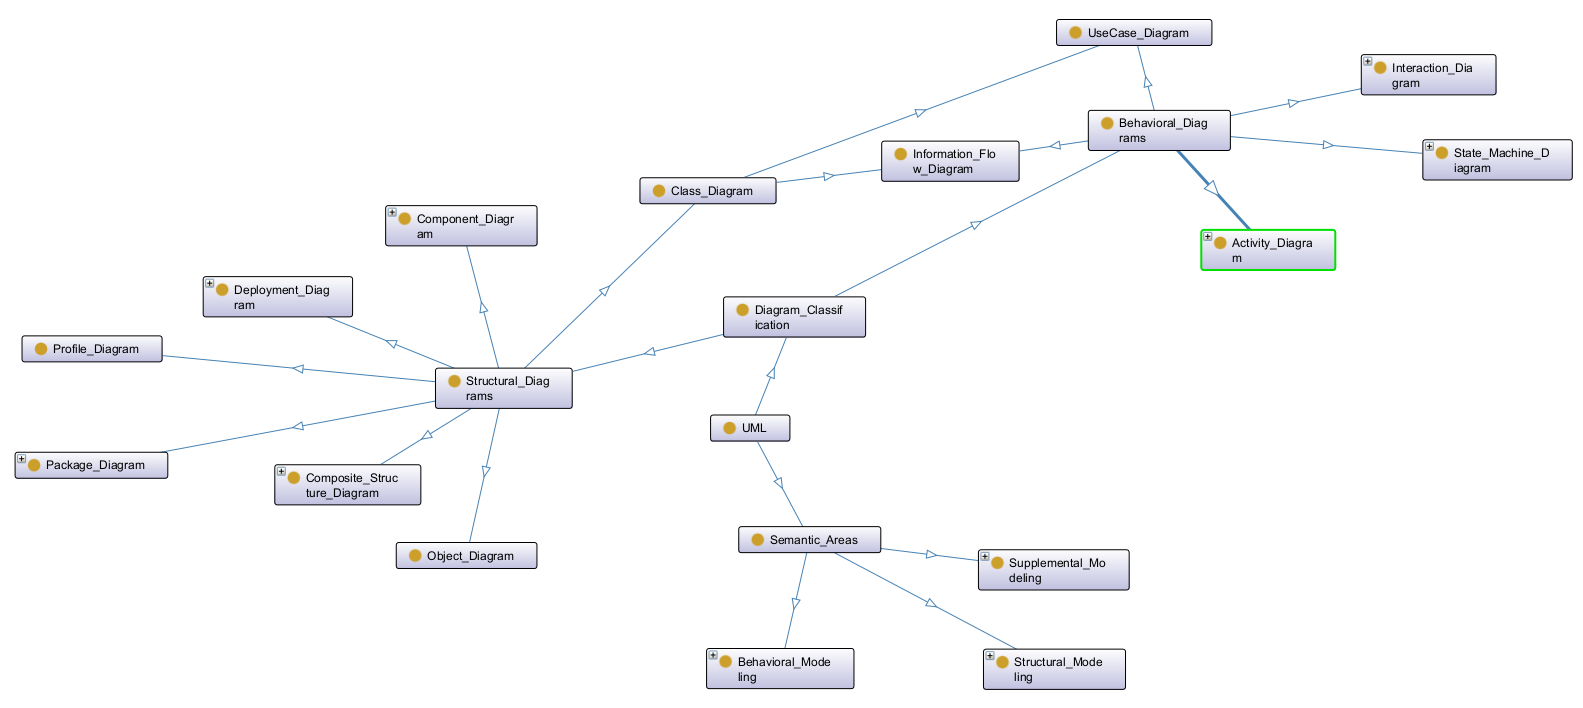 UseCase_Diagram
Interaction_Dia
gram
Behavioral_Diag
rams
Information_Flo
w_Diagram
State_Machine_D
iagram
Class_Diagram
Component_Diagr
am
Activity_Diagra
m
Deployment_Diag
ram
Diagram_Classif
ication
Profile_Diagram
Structural_Diag
rams
UML
Package_Diagram
Composite_Struc
ture_Diagram
Semantic_Areas
Object_Diagram
Supplemental_Mo
deling
Behavioral_Mode
ling
Structural_Mode
ling